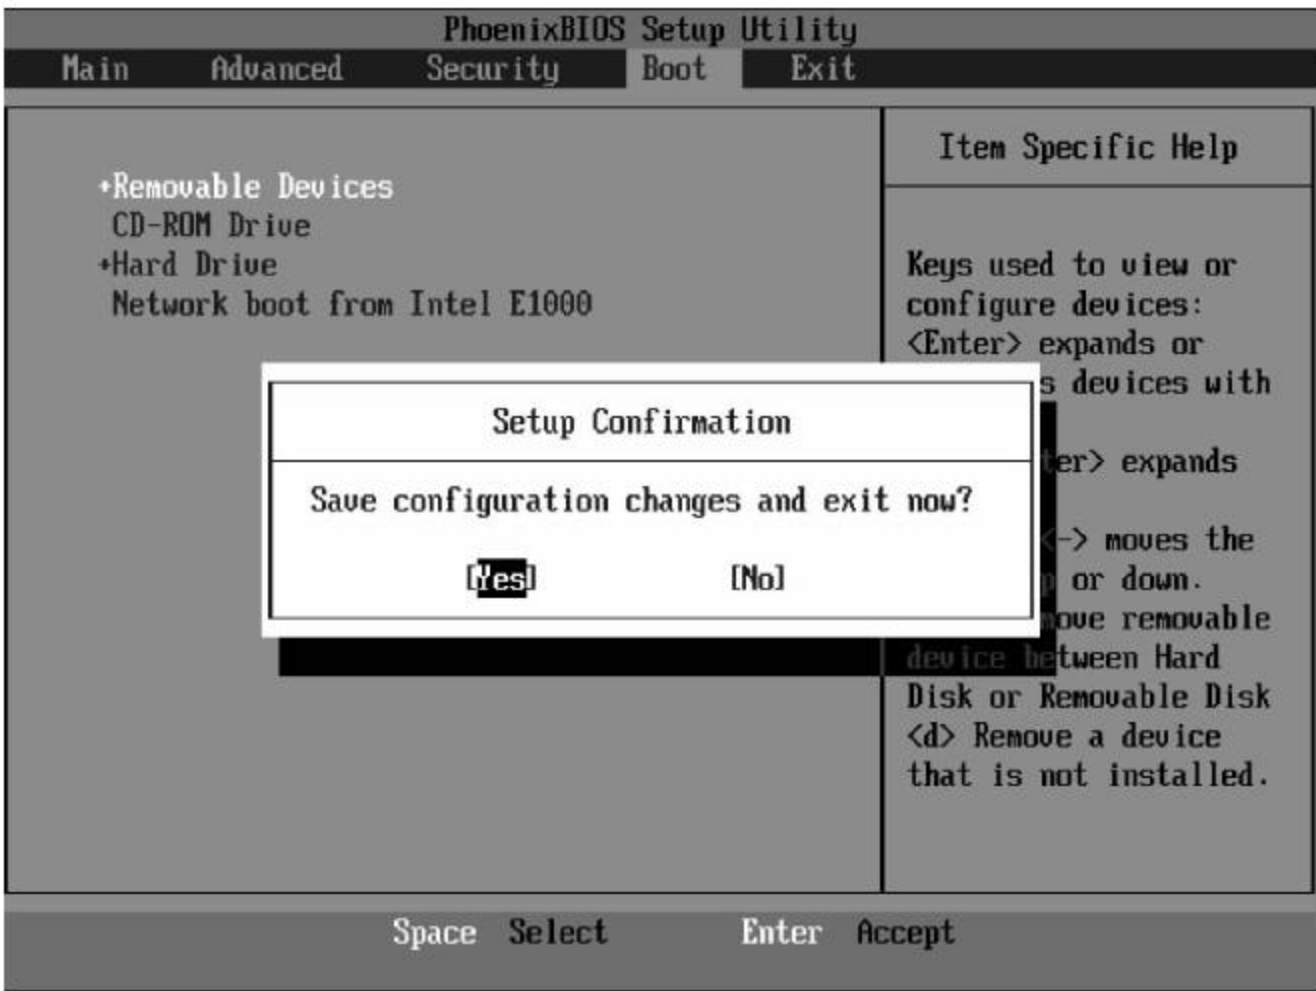 PhoenixBIOS Setup Utility
Main Advanced Security Boot Exit
+Removable Devices
CD-ROM Drive
+Hard Drive
Network boot from Intel E1000
Item Specific Help
Keys used to view or
configure devices:
<Enter> expands or
devices with
expands
moves the
or down.
removable
device between Hard
Disk or Removable Disk
<d> Remove a device
that is not installed.
Setup Confirmation
Save configuration changes and exit now?
[Yes] [No]
Space Select Enter Accept